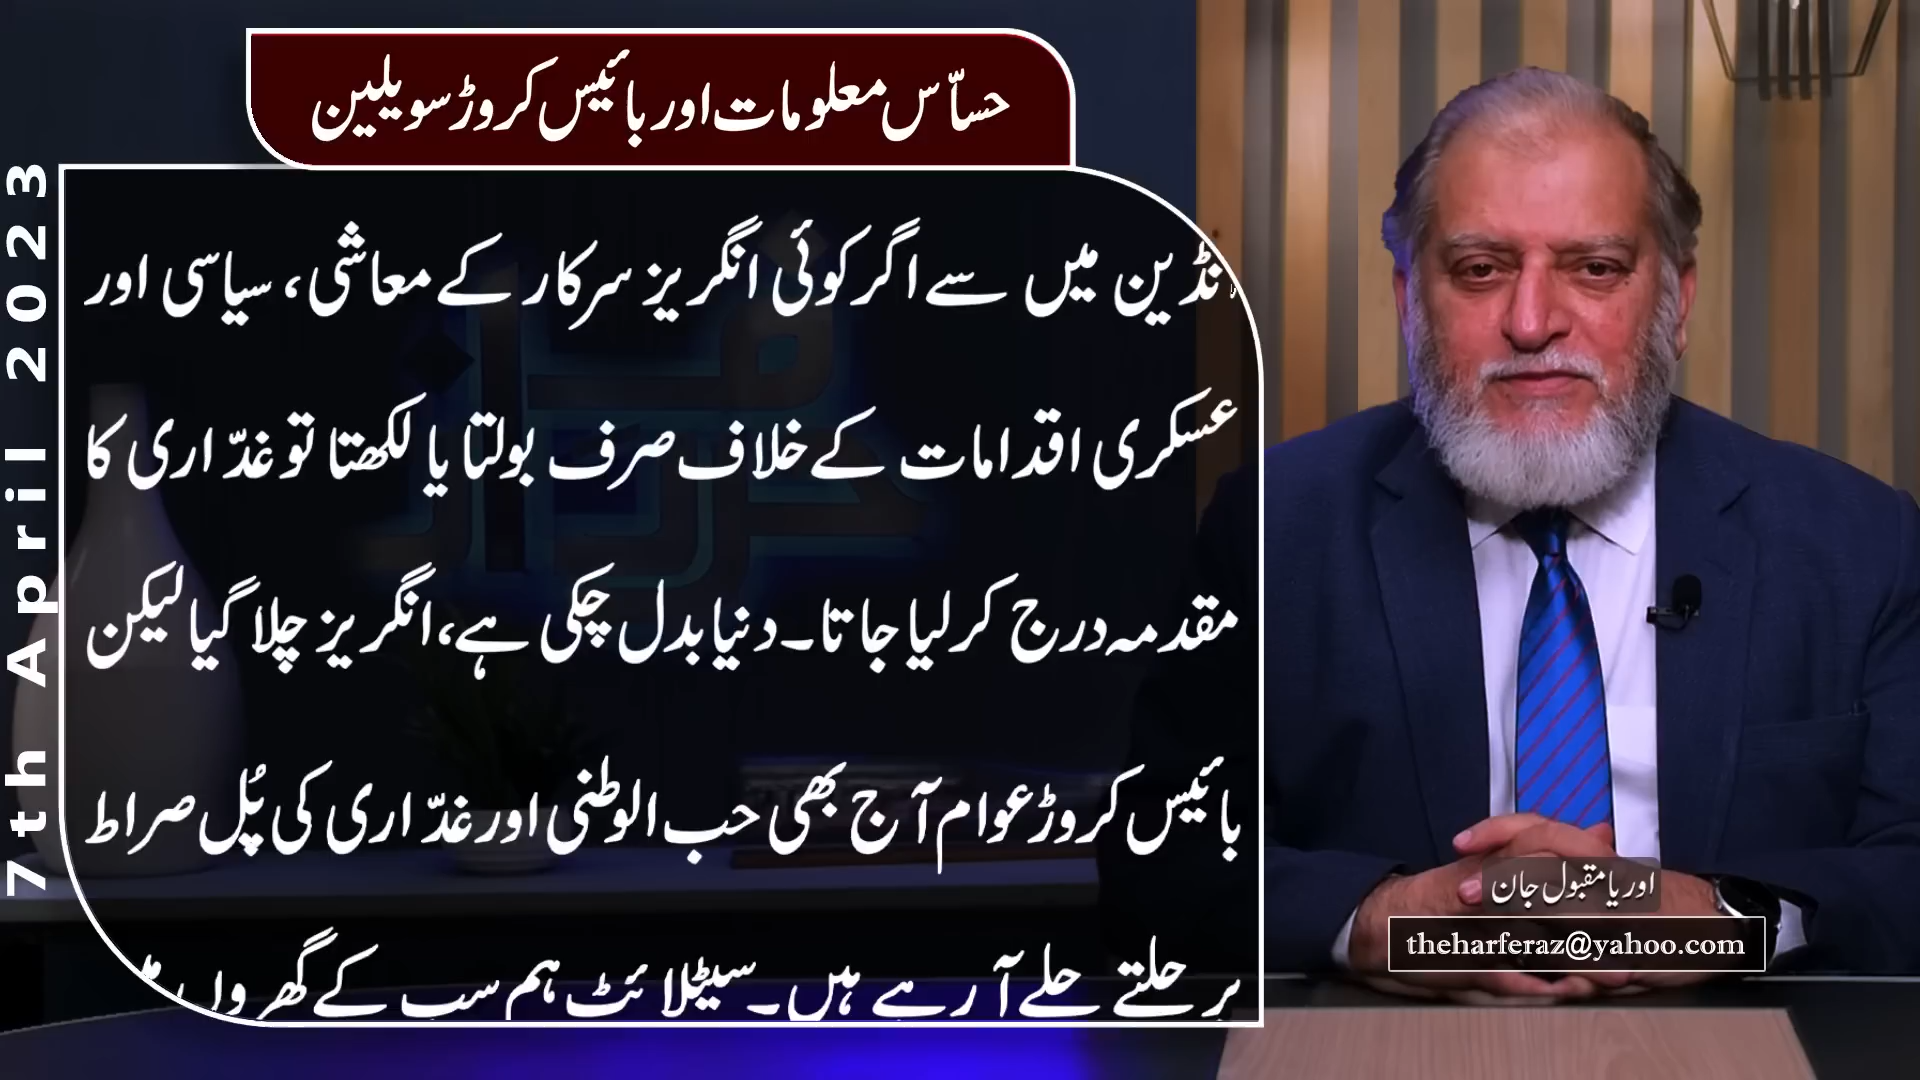 حساّس معلومات اور بائیس کروڑ سویلین
7th April 2023
انڈین میں سے اگر کوئی انگریز سرکار کے معاشی، سیاسی اور
عسکری اقدامات کے خلاف صرف بولتا یا لکھتا تو غدّاری کا
مقدمہ درج کر لیا جاتا۔ دنیا بدل چکی ہے، انگریز چلا گیا لیکن
بائیس کروڑ عوام آج بھی حب الوطنی اور غدّاری کی پُل صراط
پر چلتے چلے آ رہے ہیں۔ سیٹلائٹ ہم سب کے گھروں میں
اوریا مقبول جان
theharferaz@yahoo.com